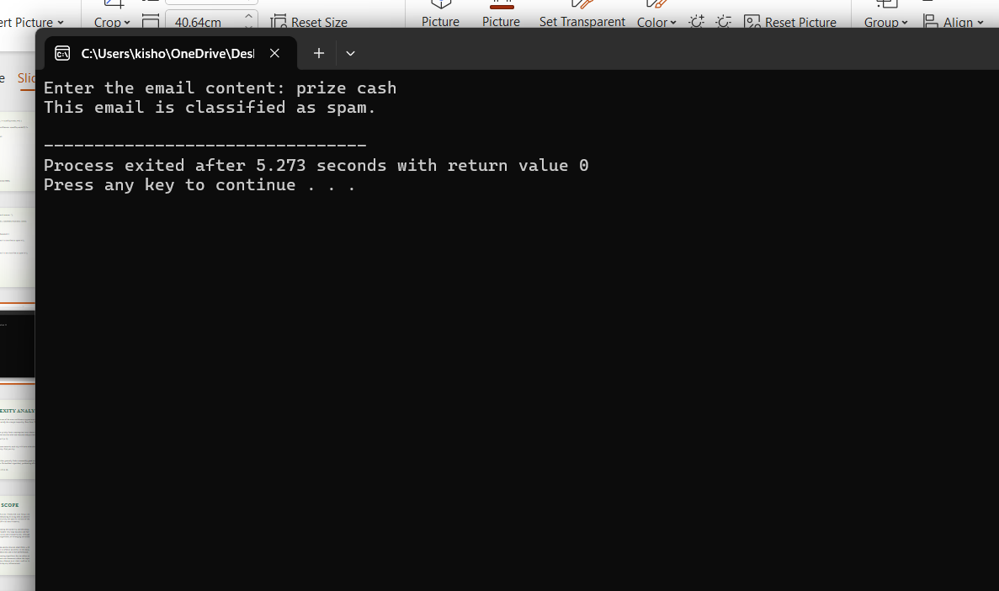 ert Picture
Crop
40.64cm
Reset Size
Picture
Picture
Set Transparent
Color
Reset Picture
Group
Align
C:\Users\kisho\OneDrive\Des
e Slic
Enter the email content: prize cash
This email is classified as spam.
--------------------------------
Process exited after 5.273 seconds with return value 0
Press any key to continue . . .
EXITY ANALY
SCOPE